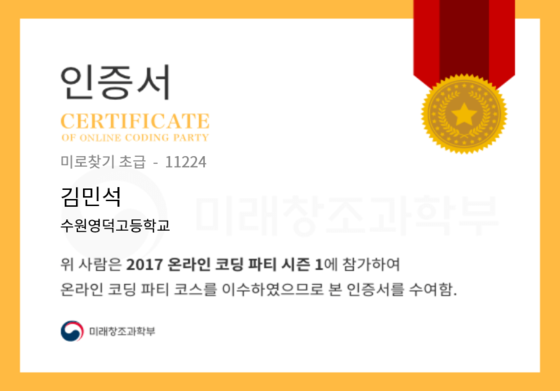 인증서
CERTIFICATE
OF ONLINE CODING PARTY
미로찾기 초급 - 11224
김민석
수원영덕고등학교
미래창조과학부
위 사람은 2017 온라인 코딩 파티 시즌 1에 참가하여
온라인 코딩 파티 코스를 이수하였으므로 본 인증서를 수여함.
미래창조과학부